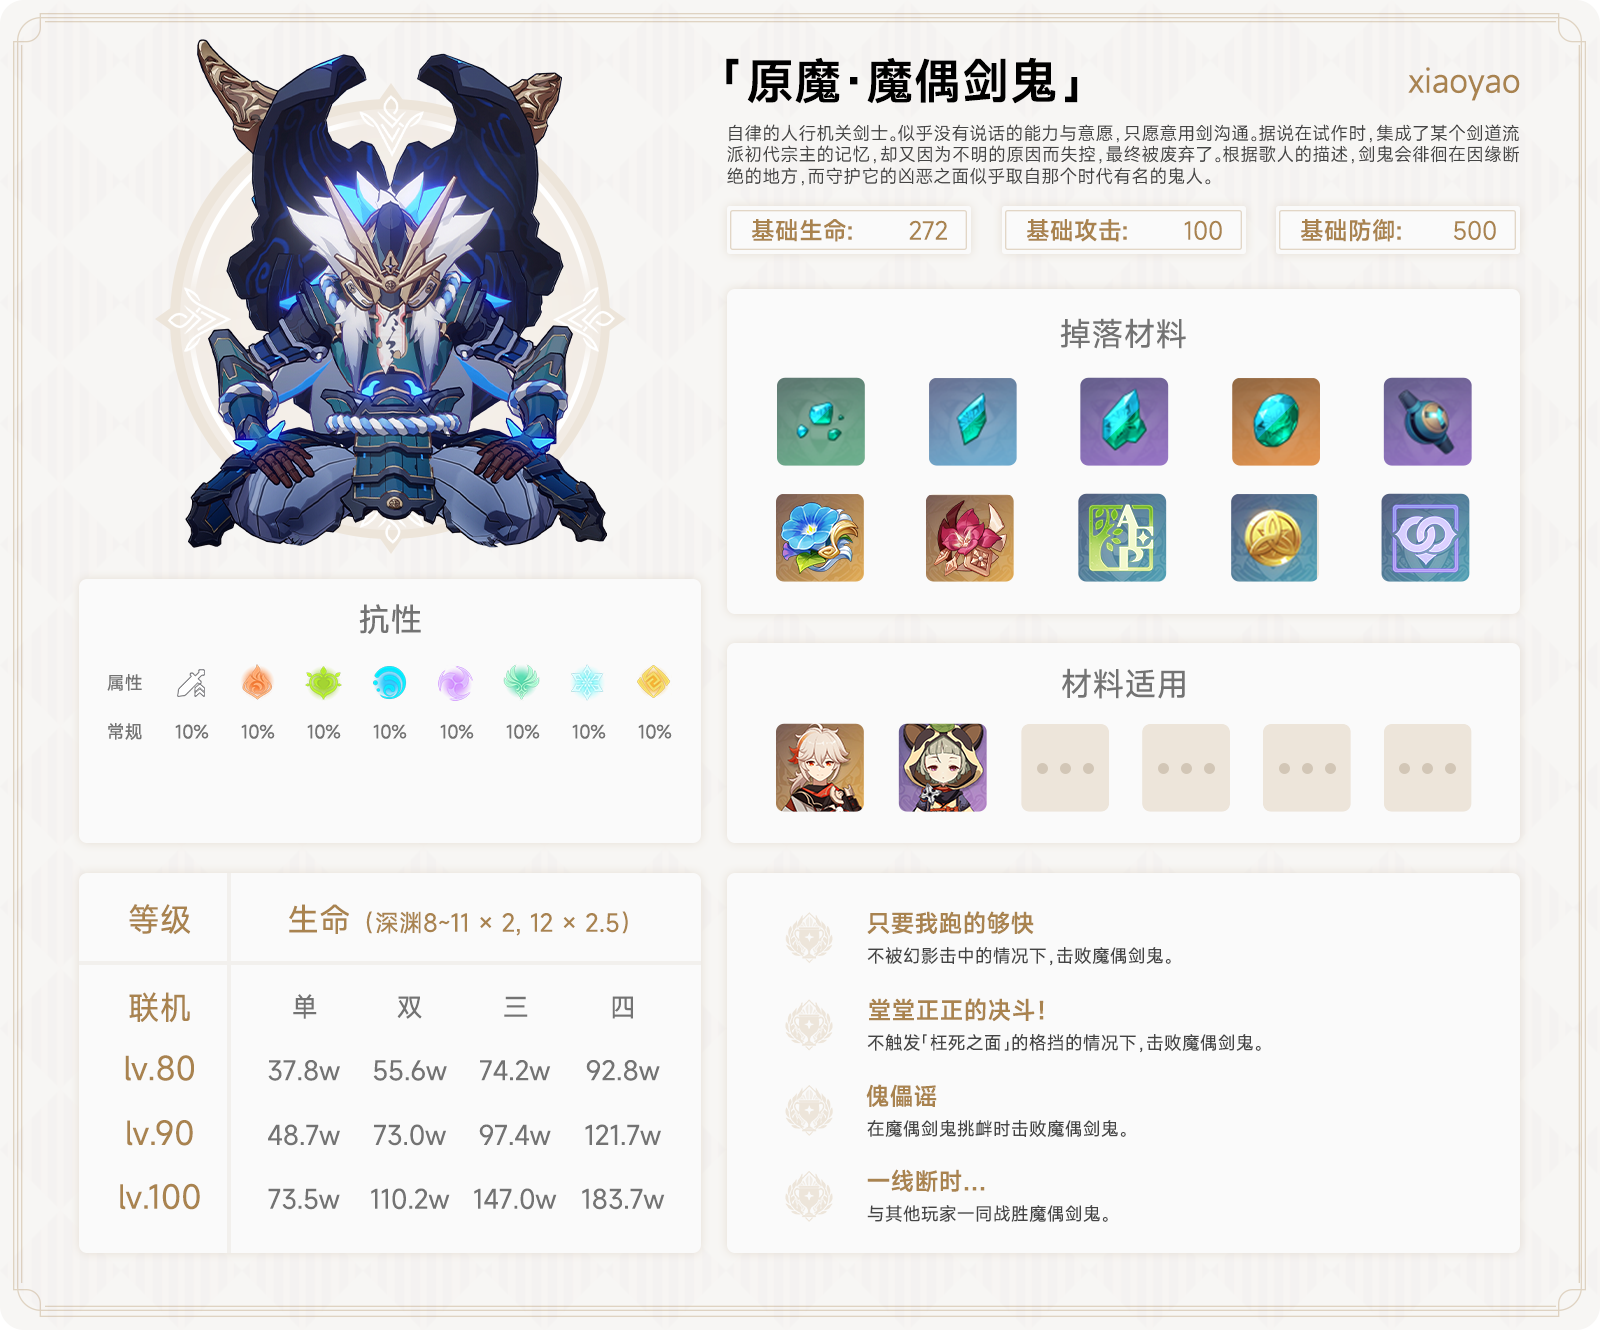 「原魔·魔偶剑鬼」
xiaoyao
自律的人行机关剑士。似乎没有说话的能力与意愿,只愿意用剑沟通。据说在试作时,集成了某个剑道流
派初代宗主的记忆,却又因为不明的原因而失控,最终被废弃了。根据歌人的描述,剑鬼会徘徊在因缘断
绝的地方,而守护它的凶恶之面似乎取自那个时代有名的鬼人。
基础生命: 272
基础攻击: 100
基础防御: 500
掉落材料
AEP
抗性
属性
常规 10% 10% 10% 10% 10% 10% 10% 10%
材料适用
等级 生命 (深渊8~11 × 2, 12 × 2.5)
联机 单 双 三 四
lv.80 37.8w 55.6w 74.2w 92.8w
lv.90 48.7w 73.0w 97.4w 121.7w
lv.100 73.5w 110.2w 147.0w 183.7w
只要我跑的够快
不被幻影击中的情况下,击败魔偶剑鬼。
堂堂正正的决斗!
不触发「枉死之面」的格挡的情况下,击败魔偶剑鬼。
傀儡谣
在魔偶剑鬼挑衅时击败魔偶剑鬼。
一线断时...
与其他玩家一同战胜魔偶剑鬼。